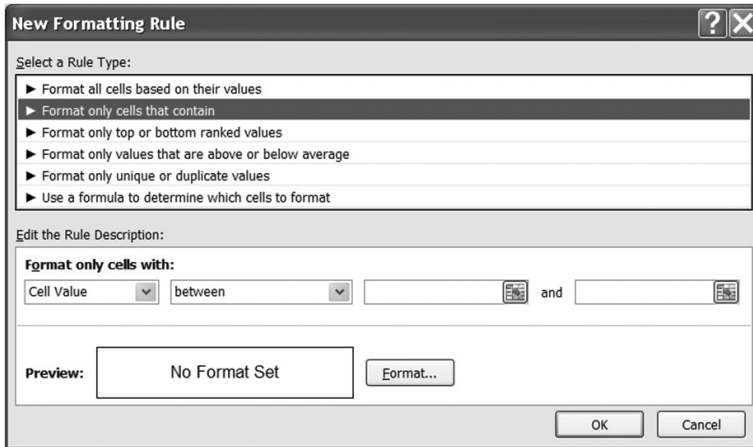 New Formatting Rule
Select a Rule Type:
► Format all cells based on their values
► Format only cells that contain
► Format only top or bottom ranked values
► Format only values that are above or below average
► Format only unique or duplicate values
► Use a formula to determine which cells to format
Edit the Rule Description:
Format only cells with:
Cell Value between and
Preview: No Format Set Format...
OK Cancel